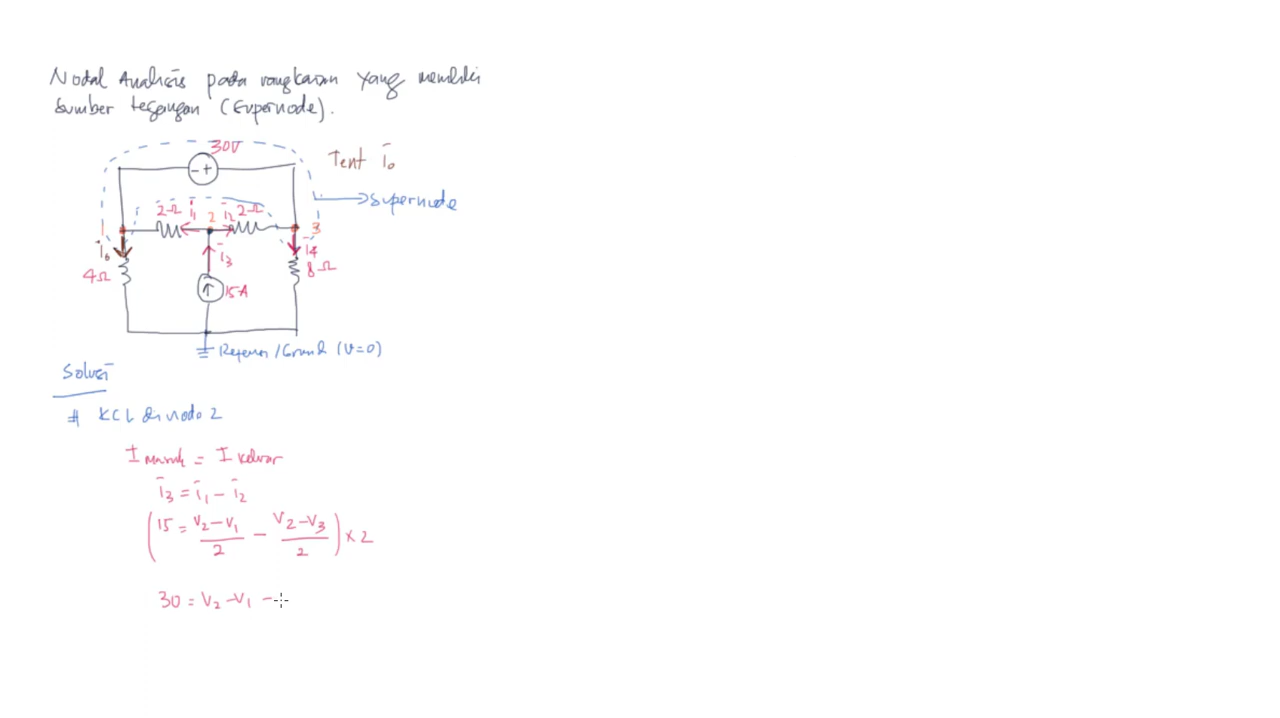 Nodal Analisis pada rangkaian yang memiliki
sumber tegangan (Supernode).
30V
- +
Tent i₀
supernode
2Ω i₁ 2 i₂ 2Ω
1
3
i₀
i₃
i₄
4Ω
8Ω
15A
Referen /Ground (V=0)
Solusi
# KCL di node 2
I masuk = I keluar
i₃ = i₁ - i₂
(15 = V₂-V₁/2 - V₂-V₃/2) x 2
30 = V₂ - V₁ -